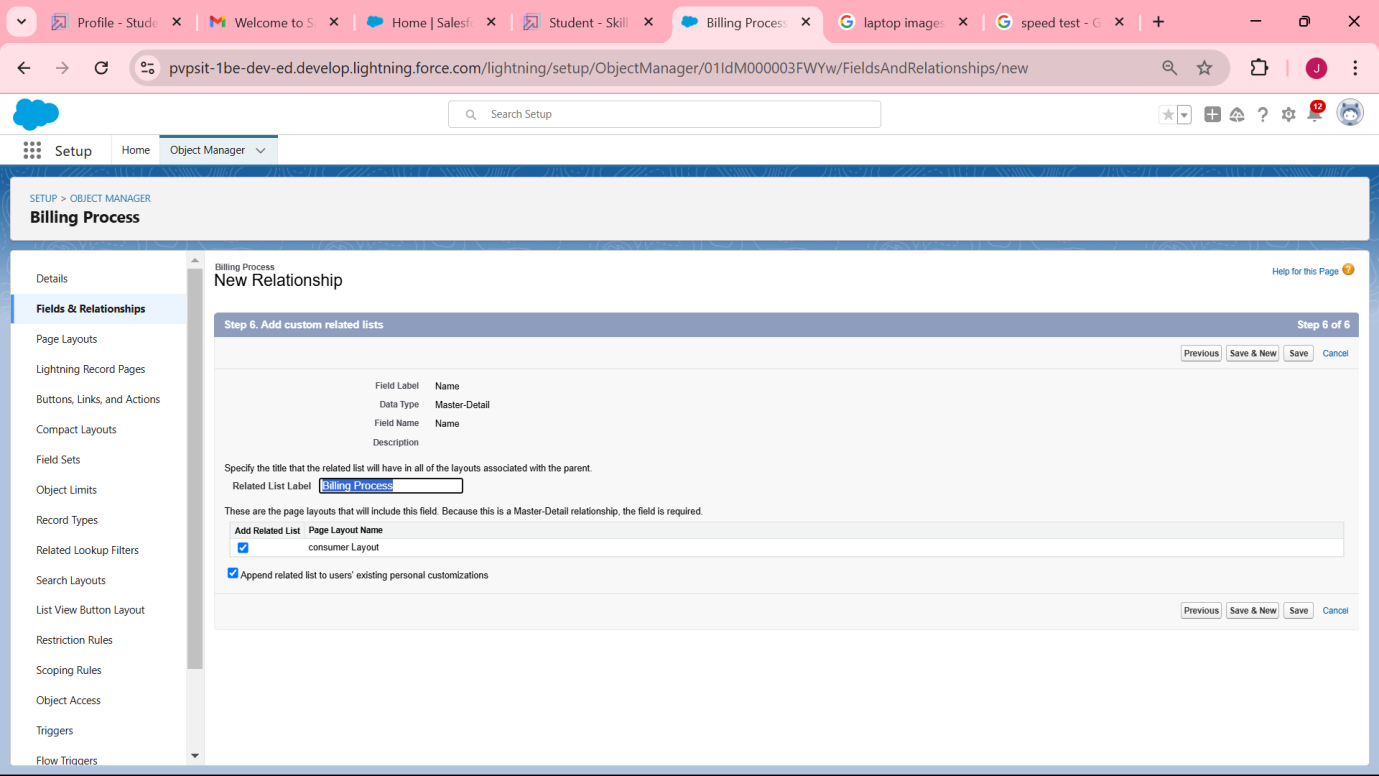 Profile - Stude
Welcome to S
Home | Salesf
Student - Skill
Billing Process
laptop images
speed test - G
pvpsit-1be-dev-ed.develop.lightning.force.com/lightning/setup/ObjectManager/01IdM000003FWYw/FieldsAndRelationships/new
J
Search Setup
12
Setup
Home
Object Manager
SETUP > OBJECT MANAGER
Billing Process
Details
Fields & Relationships
Page Layouts
Lightning Record Pages
Buttons, Links, and Actions
Compact Layouts
Field Sets
Object Limits
Record Types
Related Lookup Filters
Search Layouts
List View Button Layout
Restriction Rules
Scoping Rules
Object Access
Triggers
Flow Triggers
Billing Process
New Relationship
Help for this Page ?
Step 6. Add custom related lists Step 6 of 6
Previous Save & New Save Cancel
Field Label Name
Data Type Master-Detail
Field Name Name
Description
Specify the title that the related list will have in all of the layouts associated with the parent.
Related List Label Billing Process
These are the page layouts that will include this field. Because this is a Master-Detail relationship, the field is required.
Add Related List Page Layout Name
consumer Layout
Append related list to users' existing personal customizations
Previous Save & New Save Cancel